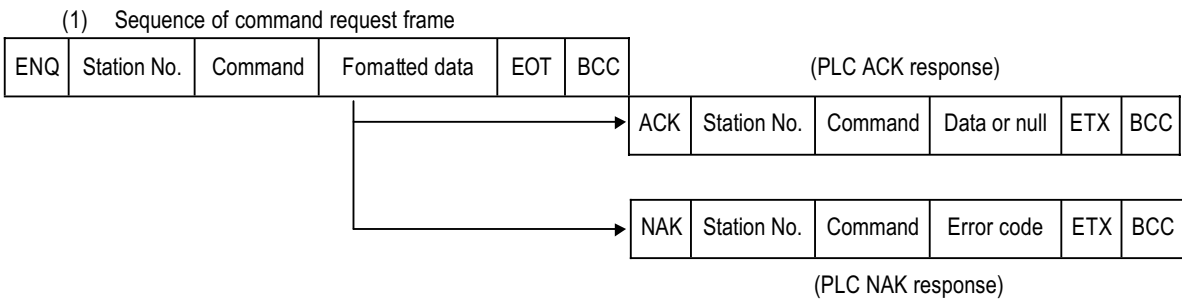 (1) Sequence of command request frame
ENQ Station No. Command Fomatted data EOT BCC
(PLC ACK response)
ACK Station No. Command Data or null ETX BCC
NAK Station No. Command Error code ETX BCC
(PLC NAK response)